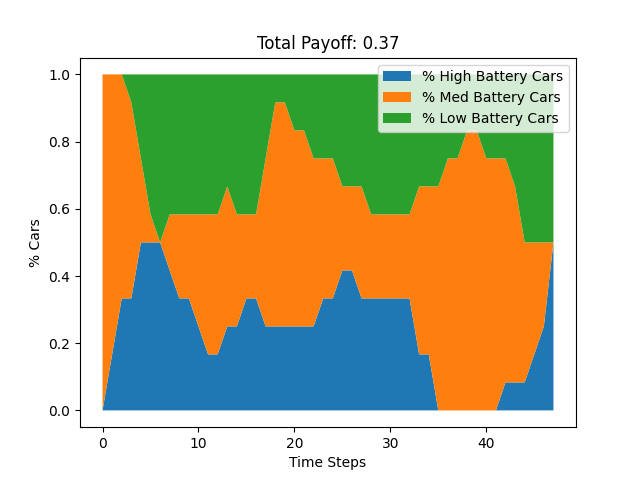 Total Payoff: 0.37
1.0
0.8
0.6
0.4
0.2
0.0
% Cars
% High Battery Cars
% Med Battery Cars
% Low Battery Cars
0 10 20 30 40
Time Steps